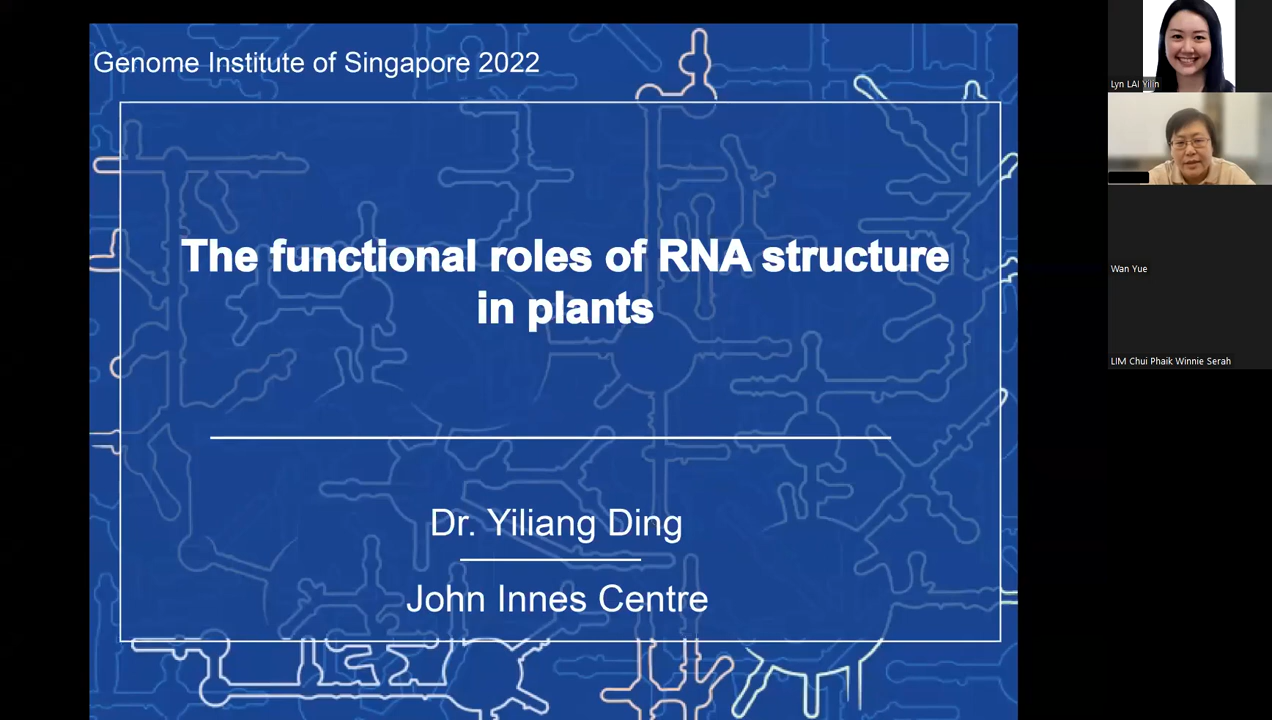 Genome Institute of Singapore 2022
The functional roles of RNA structure
in plants
Dr. Yiliang Ding
John Innes Centre
Lyn LAI Yilin
Wan Yue
LIM Chui Phaik Winnie Serah